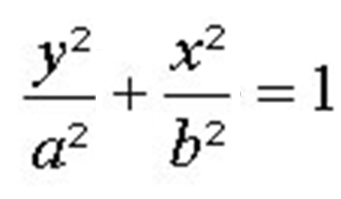 y²/a² + x²/b² = 1